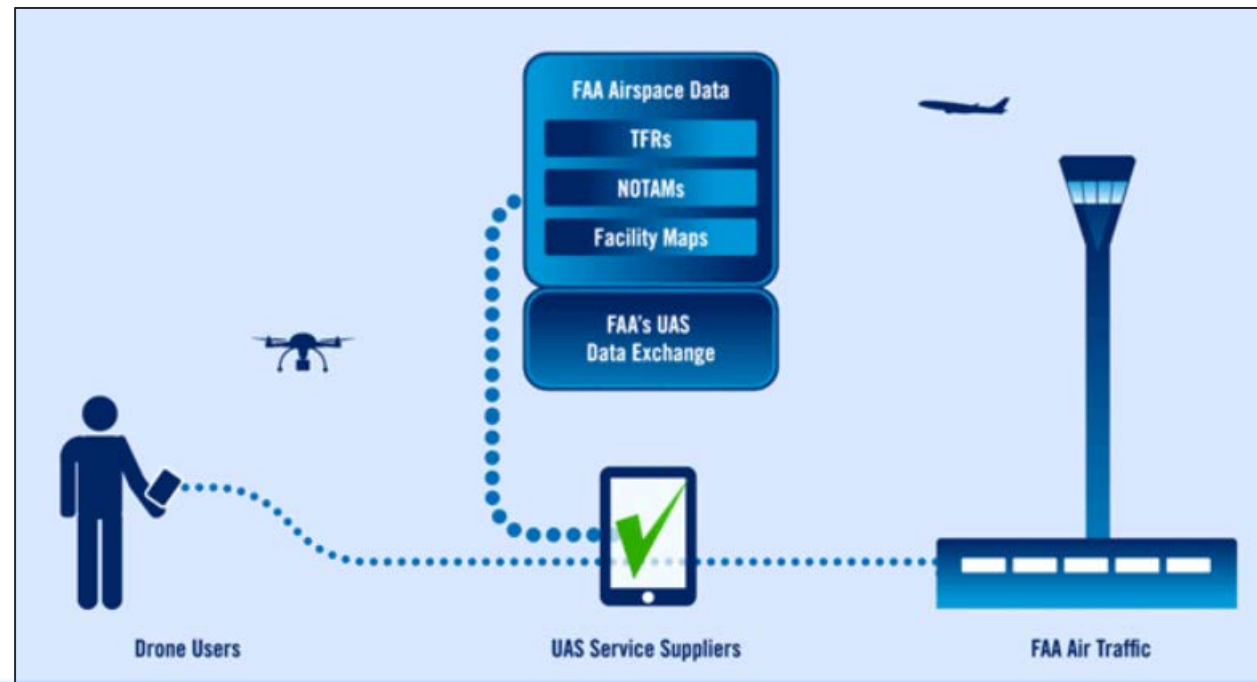 FAA Airspace Data
TFRs
NOTAMs
Facility Maps
FAA's UAS
Data Exchange
Drone Users
UAS Service Suppliers
FAA Air Traffic